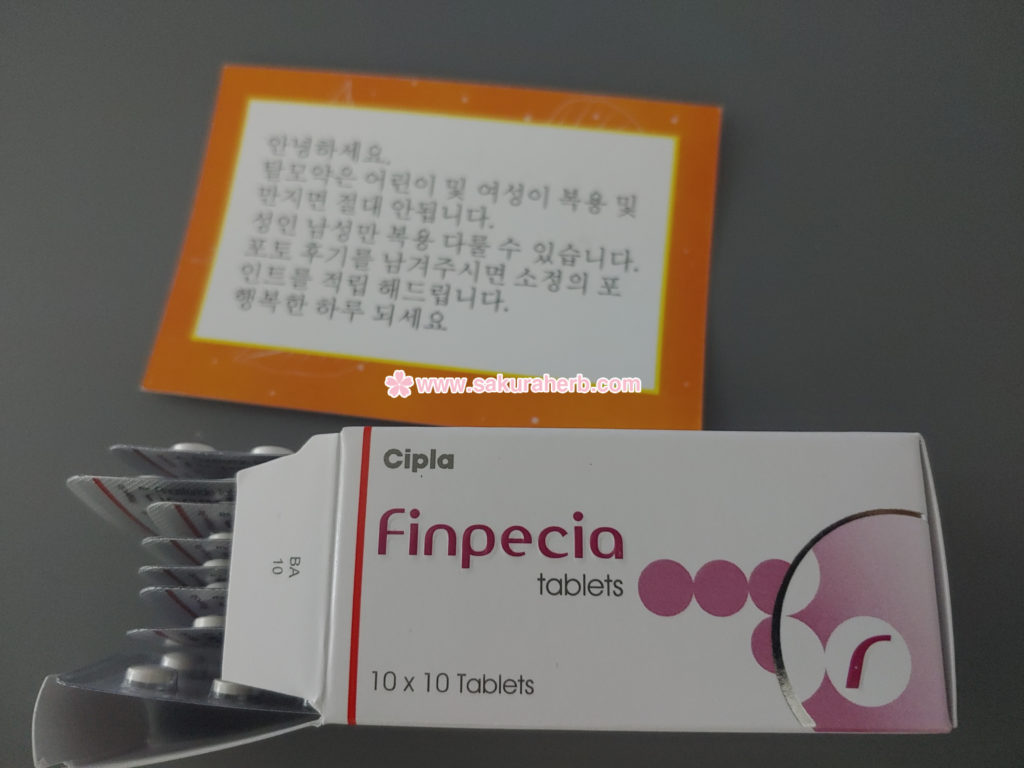 안녕하세요.
탈모약은 어린이 및 여성이 복용 및
만지면 절대 안됩니다.
성인 남성만 복용 다룰 수 있습니다.
포토 후기를 남겨주시면 소정의 포
인트를 적립 해드립니다.
행복한 하루 되세요
www.sakuraherb.com
Cipla
Finpecia
tablets
10 x 10 Tablets
BA
10